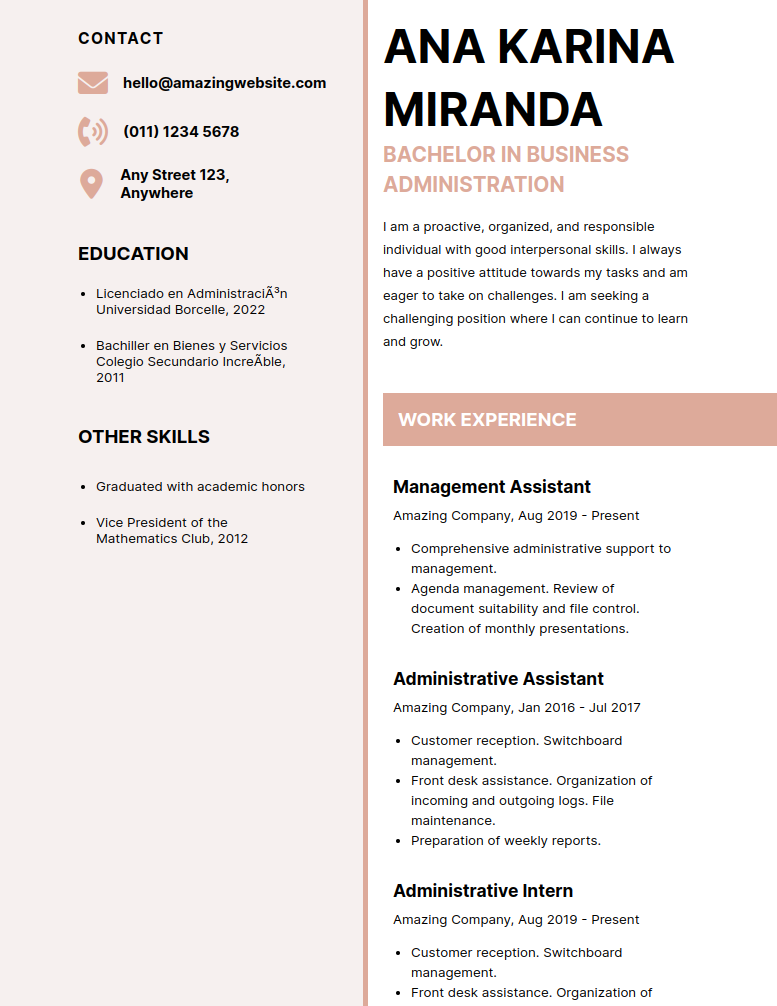 CONTACT
hello@amazingwebsite.com
(011) 1234 5678
Any Street 123,
Anywhere
EDUCATION
• Licenciado en AdministraciÃ³n
Universidad Borcelle, 2022
• Bachiller en Bienes y Servicios
Colegio Secundario IncreÃ­ble,
2011
OTHER SKILLS
• Graduated with academic honors
• Vice President of the
Mathematics Club, 2012
ANA KARINA
MIRANDA
BACHELOR IN BUSINESS
ADMINISTRATION
I am a proactive, organized, and responsible
individual with good interpersonal skills. I always
have a positive attitude towards my tasks and am
eager to take on challenges. I am seeking a
challenging position where I can continue to learn
and grow.
WORK EXPERIENCE
Management Assistant
Amazing Company, Aug 2019 - Present
• Comprehensive administrative support to
management.
• Agenda management. Review of
document suitability and file control.
Creation of monthly presentations.
Administrative Assistant
Amazing Company, Jan 2016 - Jul 2017
• Customer reception. Switchboard
management.
• Front desk assistance. Organization of
incoming and outgoing logs. File
maintenance.
• Preparation of weekly reports.
Administrative Intern
Amazing Company, Aug 2019 - Present
• Customer reception. Switchboard
management.
• Front desk assistance. Organization of